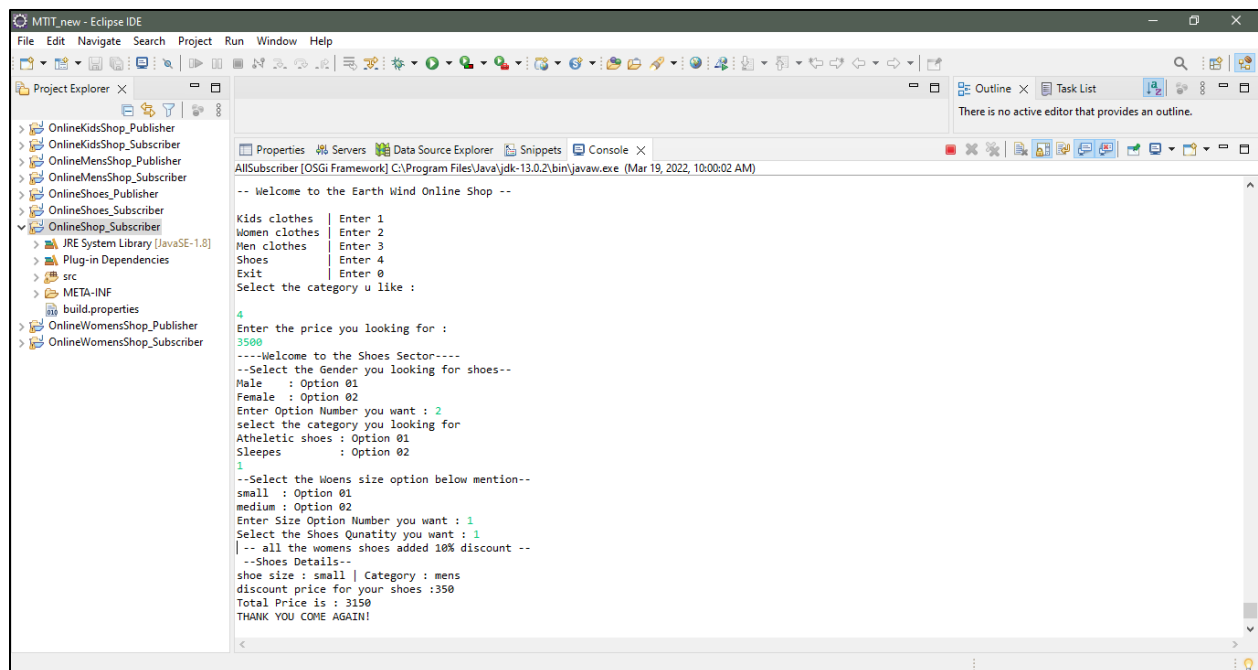 MTIT_new - Eclipse IDE
File Edit Navigate Search Project Run Window Help
Project Explorer
OnlineKidsShop_Publisher
OnlineKidsShop_Subscriber
OnlineMensShop_Publisher
OnlineMensShop_Subscriber
OnlineShoes_Publisher
OnlineShoes_Subscriber
OnlineShop_Subscriber
JRE System Library [JavaSE-1.8]
Plug-in Dependencies
src
META-INF
build.properties
OnlineWomensShop_Publisher
OnlineWomensShop_Subscriber
Properties Servers Data Source Explorer Snippets Console
AllSubscriber [OSGi Framework] C:\Program Files\Java\jdk-13.0.2\bin\javaw.exe (Mar 19, 2022, 10:00:02 AM)
-- Welcome to the Earth Wind Online Shop --
Kids clothes | Enter 1
Women clothes | Enter 2
Men clothes | Enter 3
Shoes | Enter 4
Exit | Enter 0
Select the category u like :
4
Enter the price you looking for :
3500
----Welcome to the Shoes Sector----
--Select the Gender you looking for shoes--
Male : Option 01
Female : Option 02
Enter Option Number you want : 2
select the category you looking for
Atheletic shoes : Option 01
Sleepes : Option 02
1
--Select the Woens size option below mention--
small : Option 01
medium : Option 02
Enter Size Option Number you want : 1
Select the Shoes Qunatity you want : 1
-- all the womens shoes added 10% discount --
--Shoes Details--
shoe size : small | Category : mens
discount price for your shoes :350
Total Price is : 3150
THANK YOU COME AGAIN!
Outline Task List
There is no active editor that provides an outline.